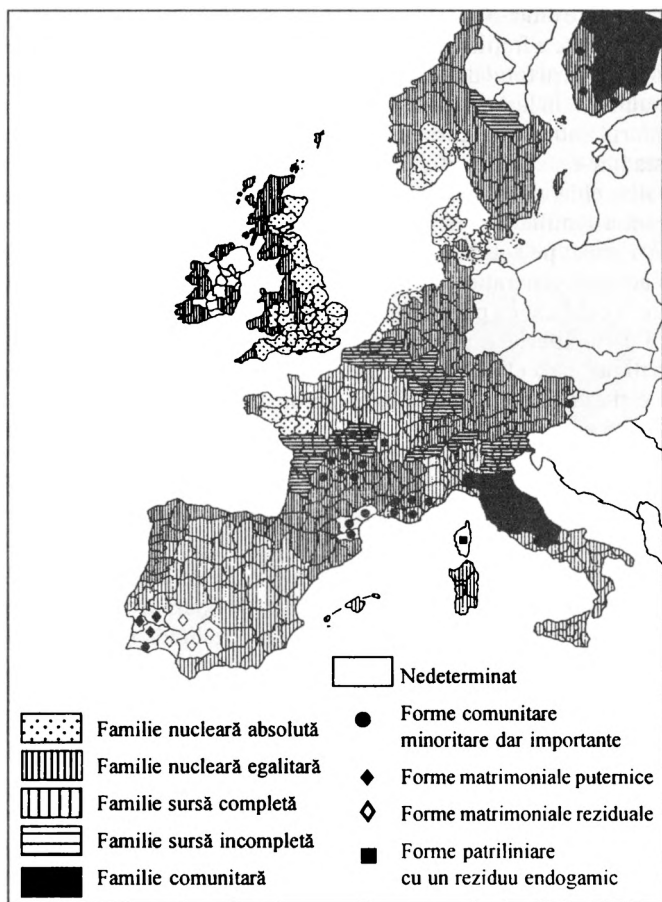 Familie nucleară absolută
Familie nucleară egalitară
Familie sursă completă
Familie sursă incompletă
Familie comunitară
Nedeterminat
Forme comunitare
minoritare dar importante
Forme matrimoniale puternice
Forme matrimoniale reziduale
Forme patriliniare
cu un reziduu endogamic